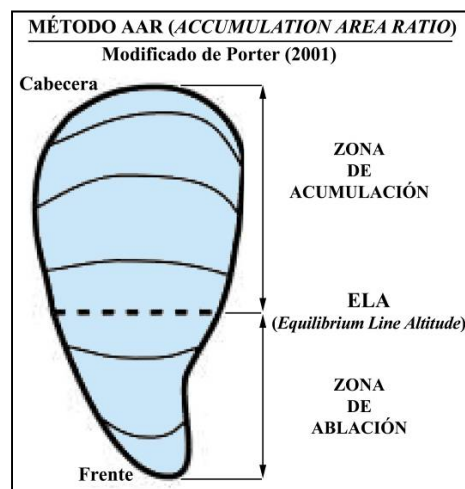 MÉTODO AAR (ACCUMULATION AREA RATIO)
Modificado de Porter (2001)
Cabecera
ZONA
DE
ACUMULACIÓN
ELA
(Equilibrium Line Altitude)
ZONA
DE
ABLACIÓN
Frente